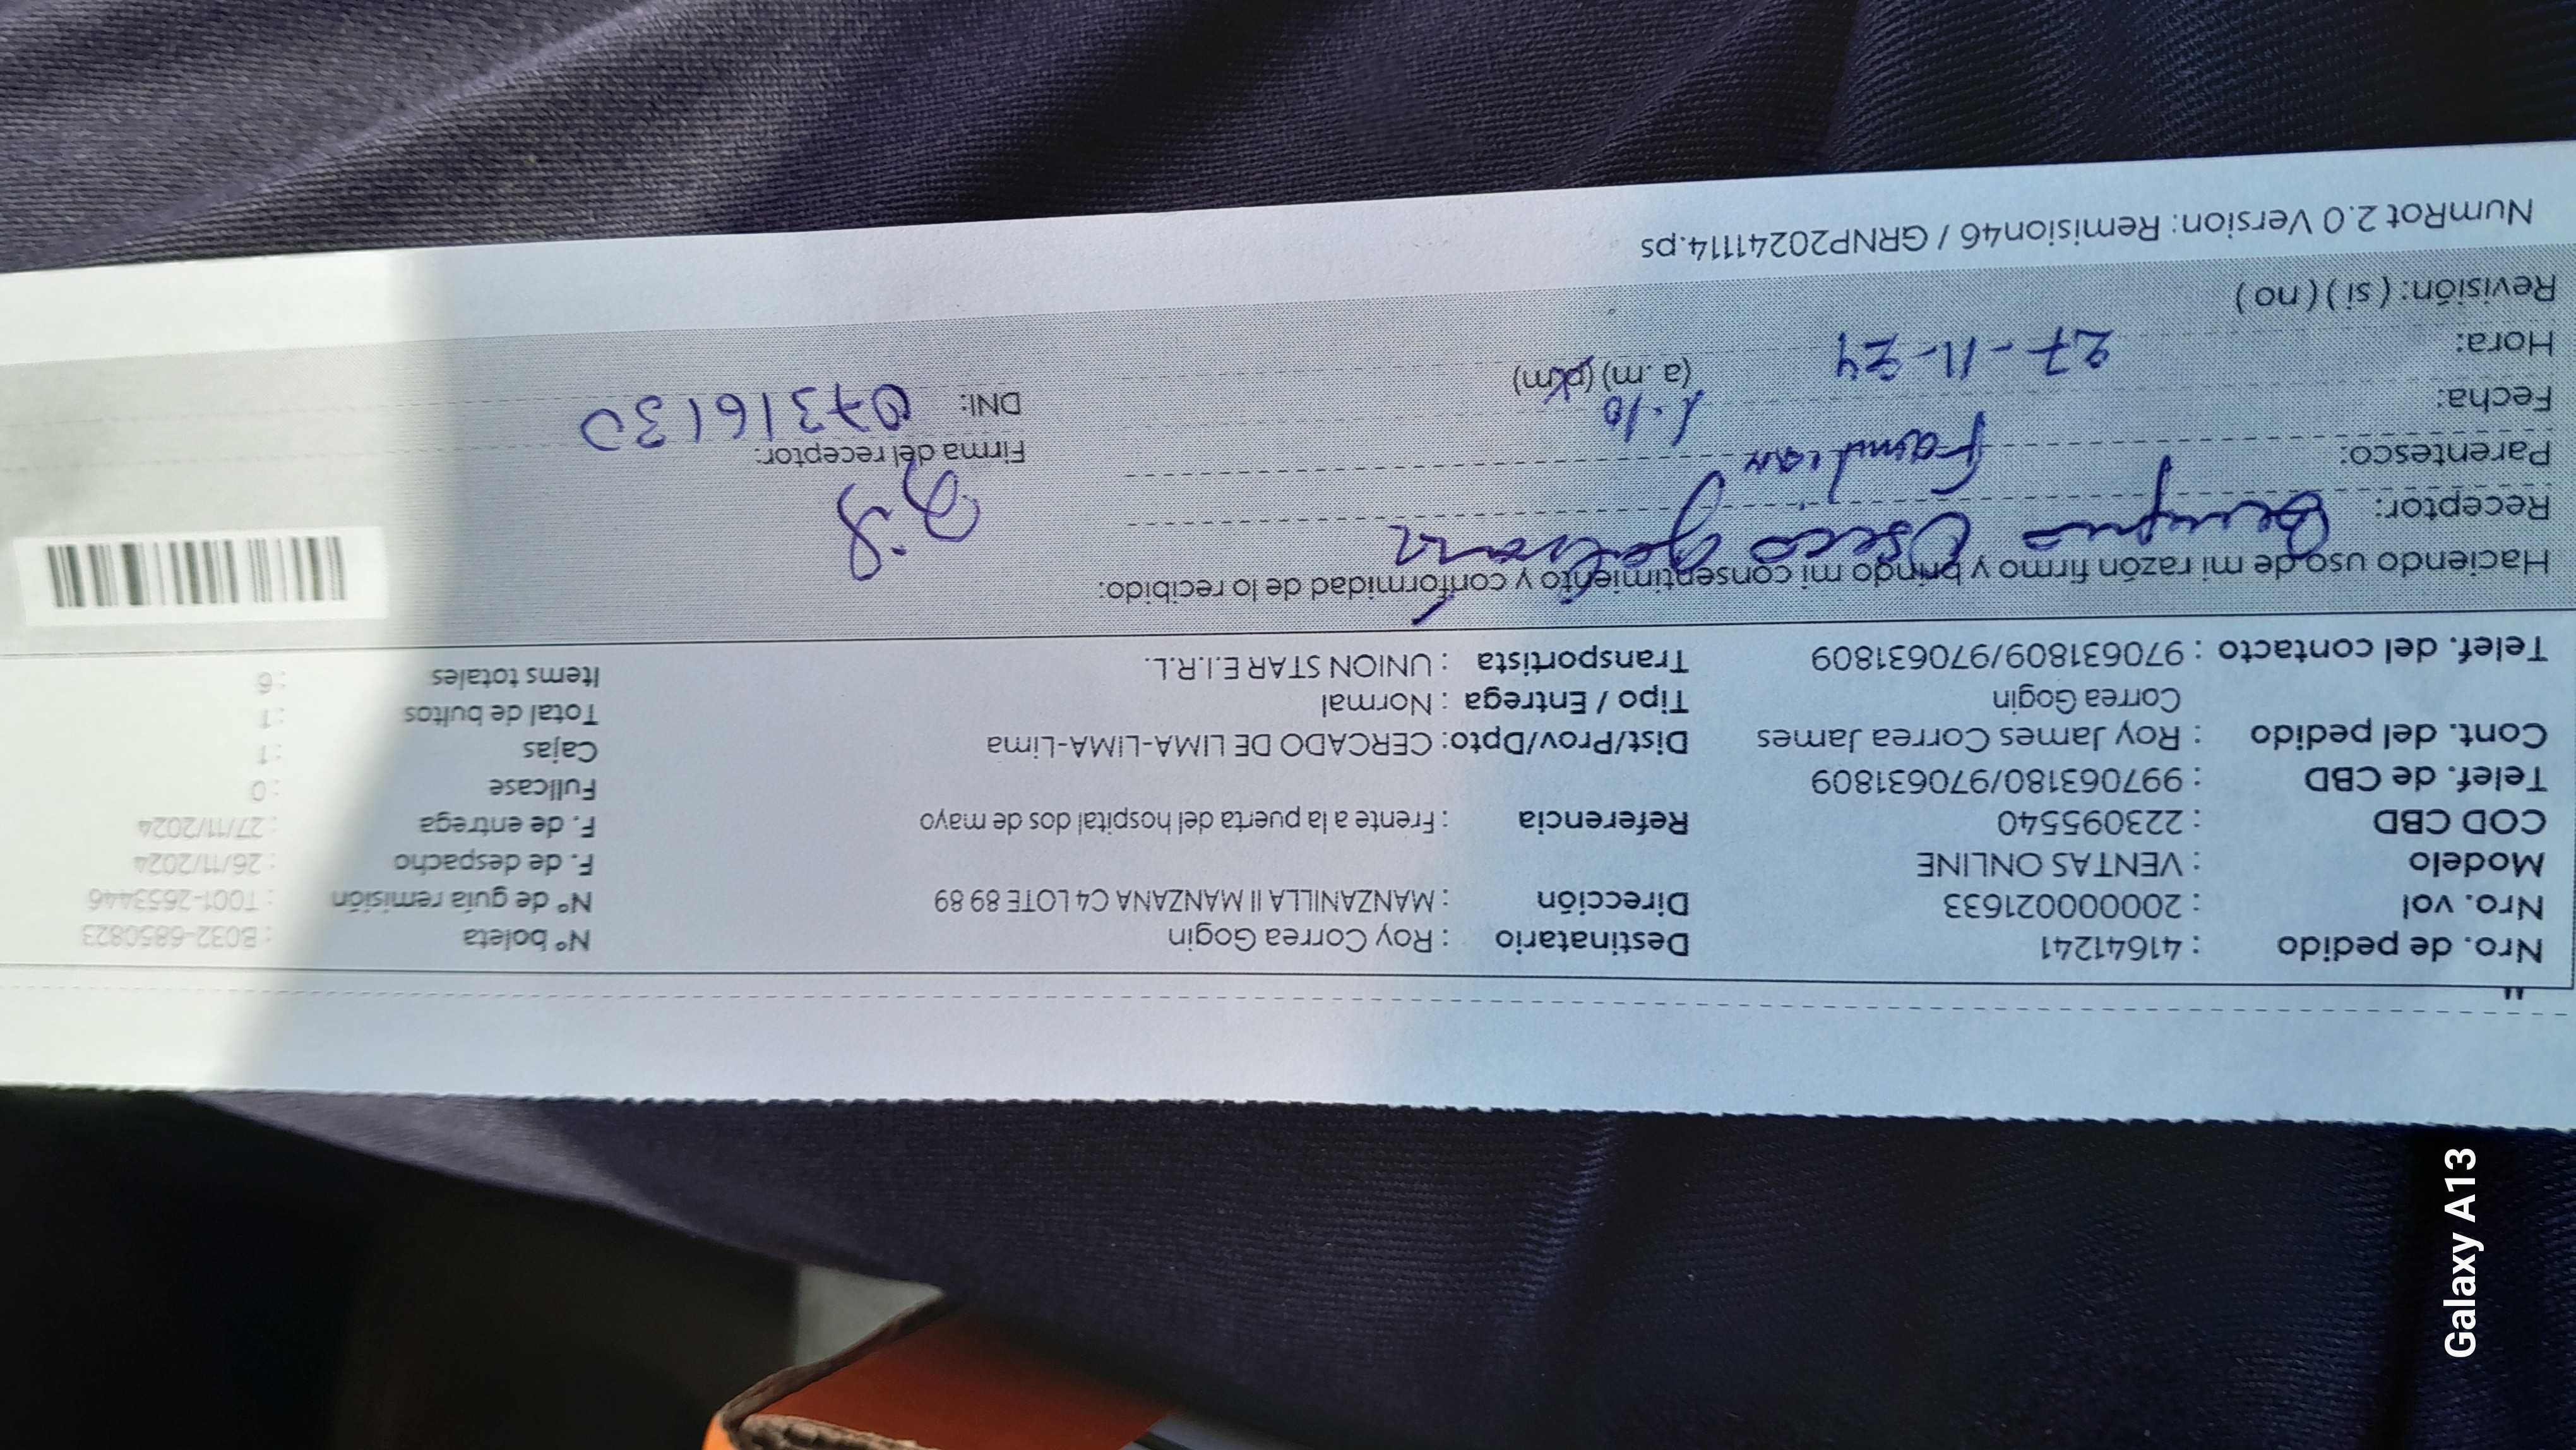 Nro. de pedido : 41641241 Destinatario : Roy Correa Gogin N° boleta : B032-6850823
Nro. vol : 20000021633 Dirección : MANZANILLA II MANZANA C4 LOTE 89 89 N° de guía remisión : T001-2653446
Modelo : VENTAS ONLINE F. de despacho : 26/11/2024
COD CBD : 223095540 Referencia : Frente a la puerta del hospital dos de mayo F. de entrega : 27/11/2024
Telef. de CBD : 997063180/970631809 Fullcase : 0
Cont. del pedido : Roy James Correa James Dist/Prov/Dpto: CERCADO DE LIMA-LIMA-Lima Cajas : 1
Correa Gogin Tipo / Entrega : Normal Total de bultos : 1
Telef. del contacto : 970631809/970631809 Transportista : UNION STAR E.I.R.L. Items totales : 6
Haciendo uso de mi razón firmo y brindo mi consentimiento y conformidad de lo recibido:
Receptor:
Parentesco: Familiar Firma del receptor:
Fecha: 27-11-24 1.10 DNI: 07316130
Hora: (a. m) (p. m)
Revisión: ( si ) ( no )
NumRot 2.0 Version: Remision46 / GRNP20241114.ps
Galaxy A13